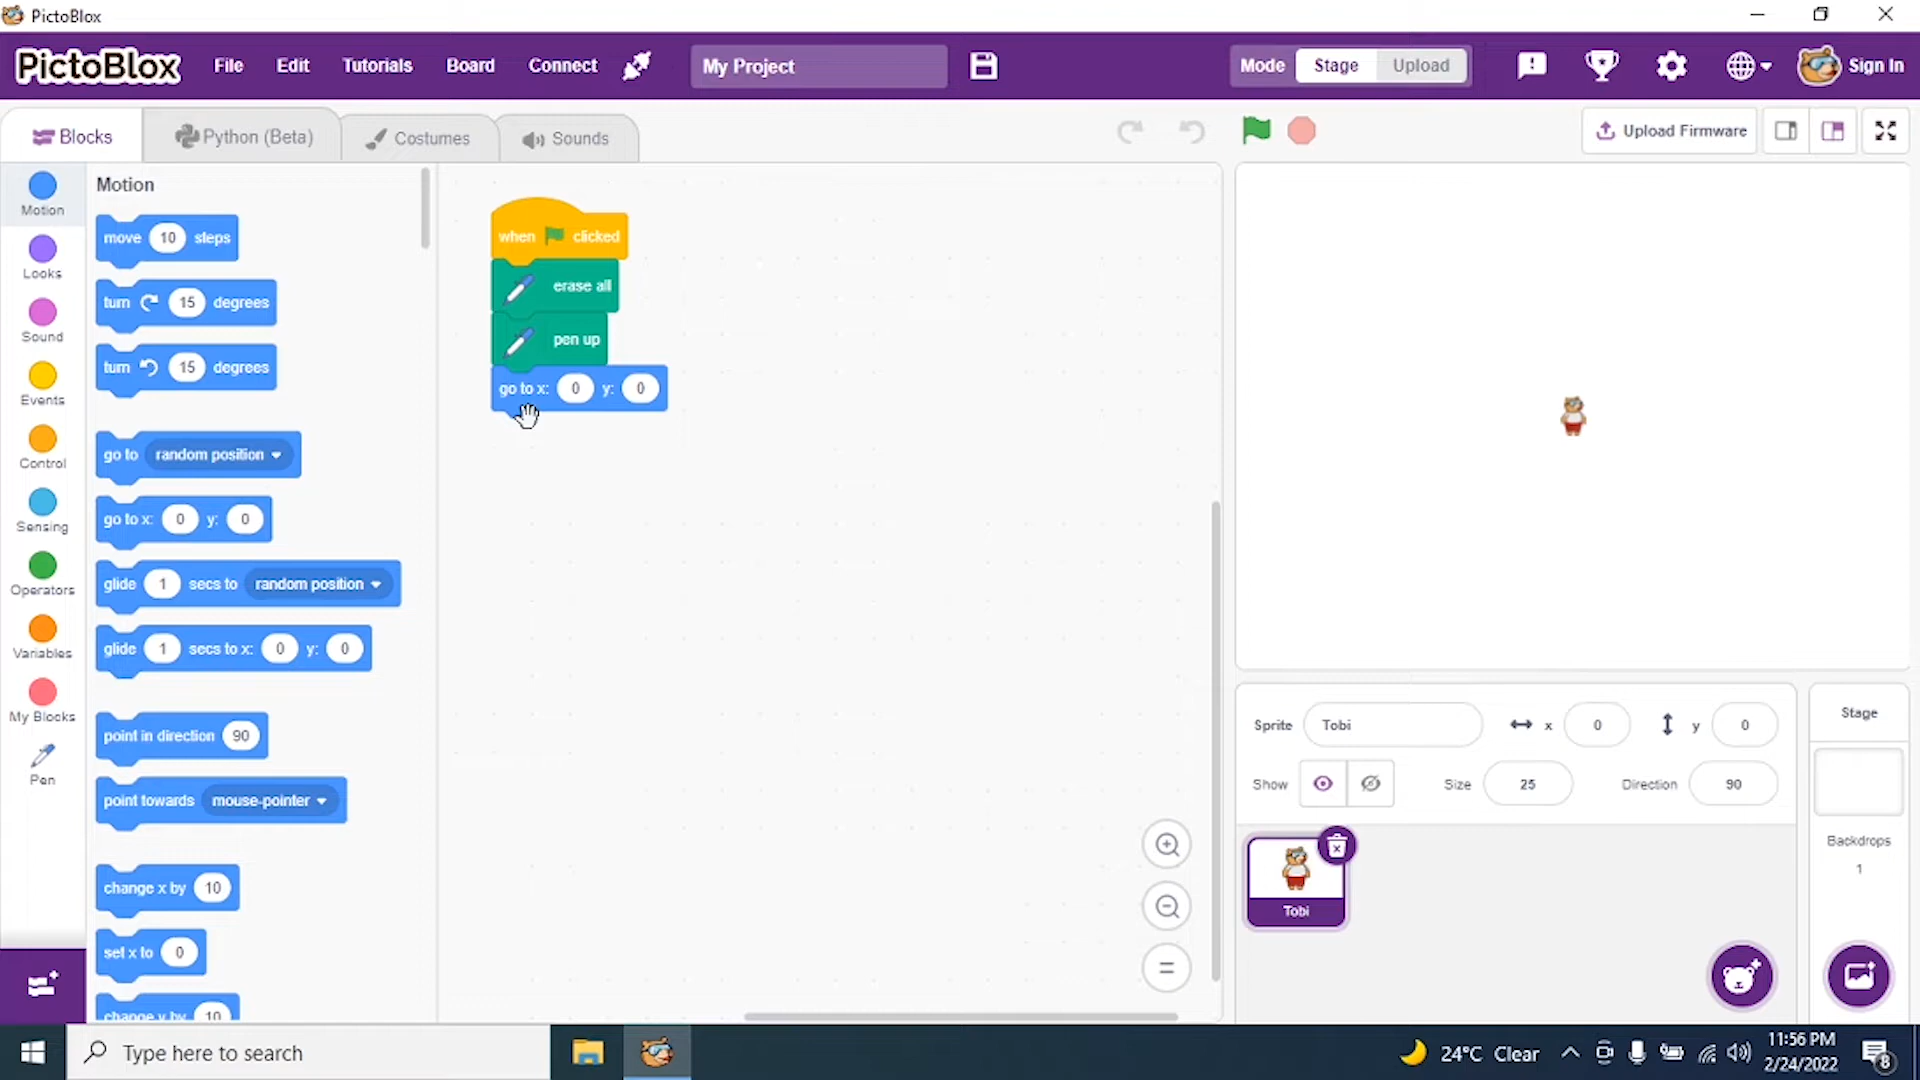 PictoBlox
PictoBlox File Edit Tutorials Board Connect My Project Mode Stage Upload Sign In
Blocks Python (Beta) Costumes Sounds Upload Firmware
Motion
Looks
Sound
Events
Control
Sensing
Operators
Variables
My Blocks
Pen
Motion
move 10 steps
turn 15 degrees
turn 15 degrees
go to random position
go to x: 0 y: 0
glide 1 secs to random position
glide 1 secs to x: 0 y: 0
point in direction 90
point towards mouse-pointer
change x by 10
set x to 0
change y by 10
when clicked
erase all
pen up
go to x: 0 y: 0
Sprite Tobi x 0 y 0
Show Size 25 Direction 90
Tobi
Stage
Backdrops
1
Type here to search
24°C Clear
11:56 PM
2/24/2022
8